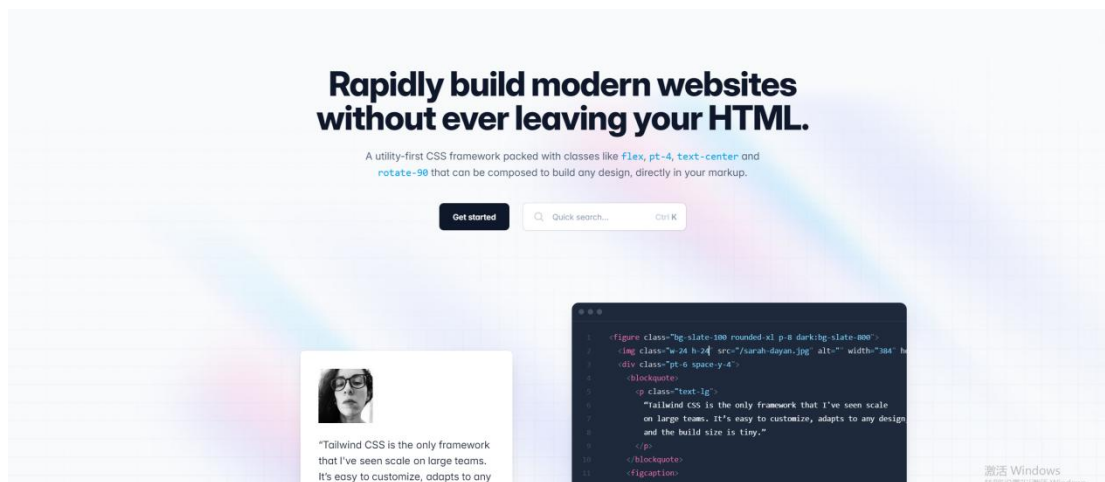 Rapidly build modern websites
without ever leaving your HTML.
A utility-first CSS framework packed with classes like flex, pt-4, text-center and
rotate-90 that can be composed to build any design, directly in your markup.
Get started
Quick search...
Ctrl K
1 <figure class="bg-slate-100 rounded-xl p-8 dark:bg-slate-800">
2 <img class="w-24 h-24" src="/sarah-dayan.jpg" alt="" width="384" he
3 <div class="pt-6 space-y-4">
4 <blockquote>
5 <p class="text-lg">
6 “Tailwind CSS is the only framework that I've seen scale
7 on large teams. It’s easy to customize, adapts to any design,
8 and the build size is tiny.”
9 </p>
10 </blockquote>
11 <figcaption>
“Tailwind CSS is the only framework
that I've seen scale on large teams.
It’s easy to customize, adapts to any
激活 Windows